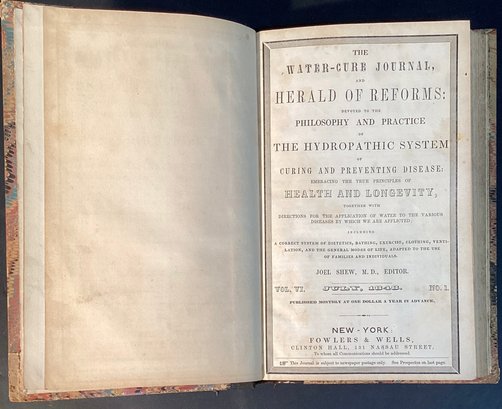 THE
WATER-CURE JOURNAL,
AND
HERALD OF REFORMS:
DEVOTED TO THE
PHILOSOPHY AND PRACTICE
OF
THE HYDROPATHIC SYSTEM
OF
CURING AND PREVENTING DISEASE:
EMBRACING THE TRUE PRINCIPLES OF
HEALTH AND LONGEVITY,
TOGETHER WITH
DIRECTIONS FOR THE APPLICATION OF WATER TO THE VARIOUS
DISEASES BY WHICH WE ARE AFFLICTED;
INCLUDING
A CORRECT SYSTEM OF DIETETICS, BATHING, EXERCISE, CLOTHING, VENTI-
LATION, AND THE GENERAL MODES OF LIFE, ADAPTED TO THE USE
OF FAMILIES AND INDIVIDUALS.
JOEL SHEW, M. D., EDITOR.
VOL. VI. JULY, 1848. NO. 1.
PUBLISHED MONTHLY AT ONE DOLLAR A YEAR IN ADVANCE.
NEW-YORK:
FOWLERS & WELLS,
CLINTON HALL, 131 NASSAU STREET,
To whom all Communications should be addressed.
☞ This Journal is subject to newspaper postage only. See Prospectus on last page.